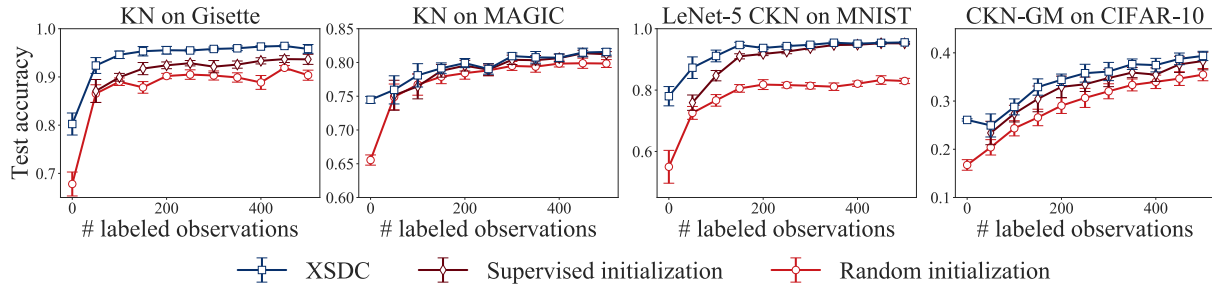 KN on Gisette
KN on MAGIC
LeNet-5 CKN on MNIST
CKN-GM on CIFAR-10
Test accuracy
1.0
0.9
0.8
0.7
0
200
400
# labeled observations
0.85
0.80
0.75
0.70
0.65
0.60
0
200
400
# labeled observations
1.0
0.8
0.6
0
200
400
# labeled observations
0.4
0.3
0.2
0.1
0
200
400
# labeled observations
XSDC
Supervised initialization
Random initialization